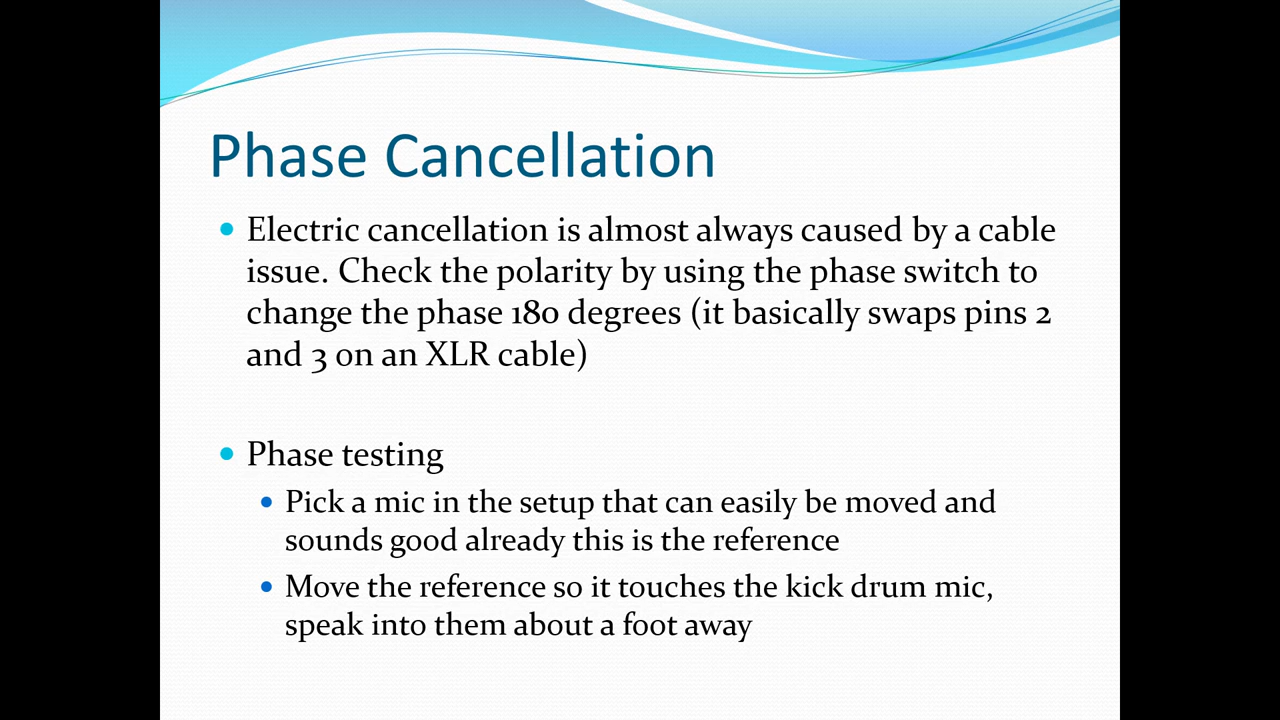 Phase Cancellation
• Electric cancellation is almost always caused by a cable
issue. Check the polarity by using the phase switch to
change the phase 180 degrees (it basically swaps pins 2
and 3 on an XLR cable)
• Phase testing
• Pick a mic in the setup that can easily be moved and
sounds good already this is the reference
• Move the reference so it touches the kick drum mic,
speak into them about a foot away